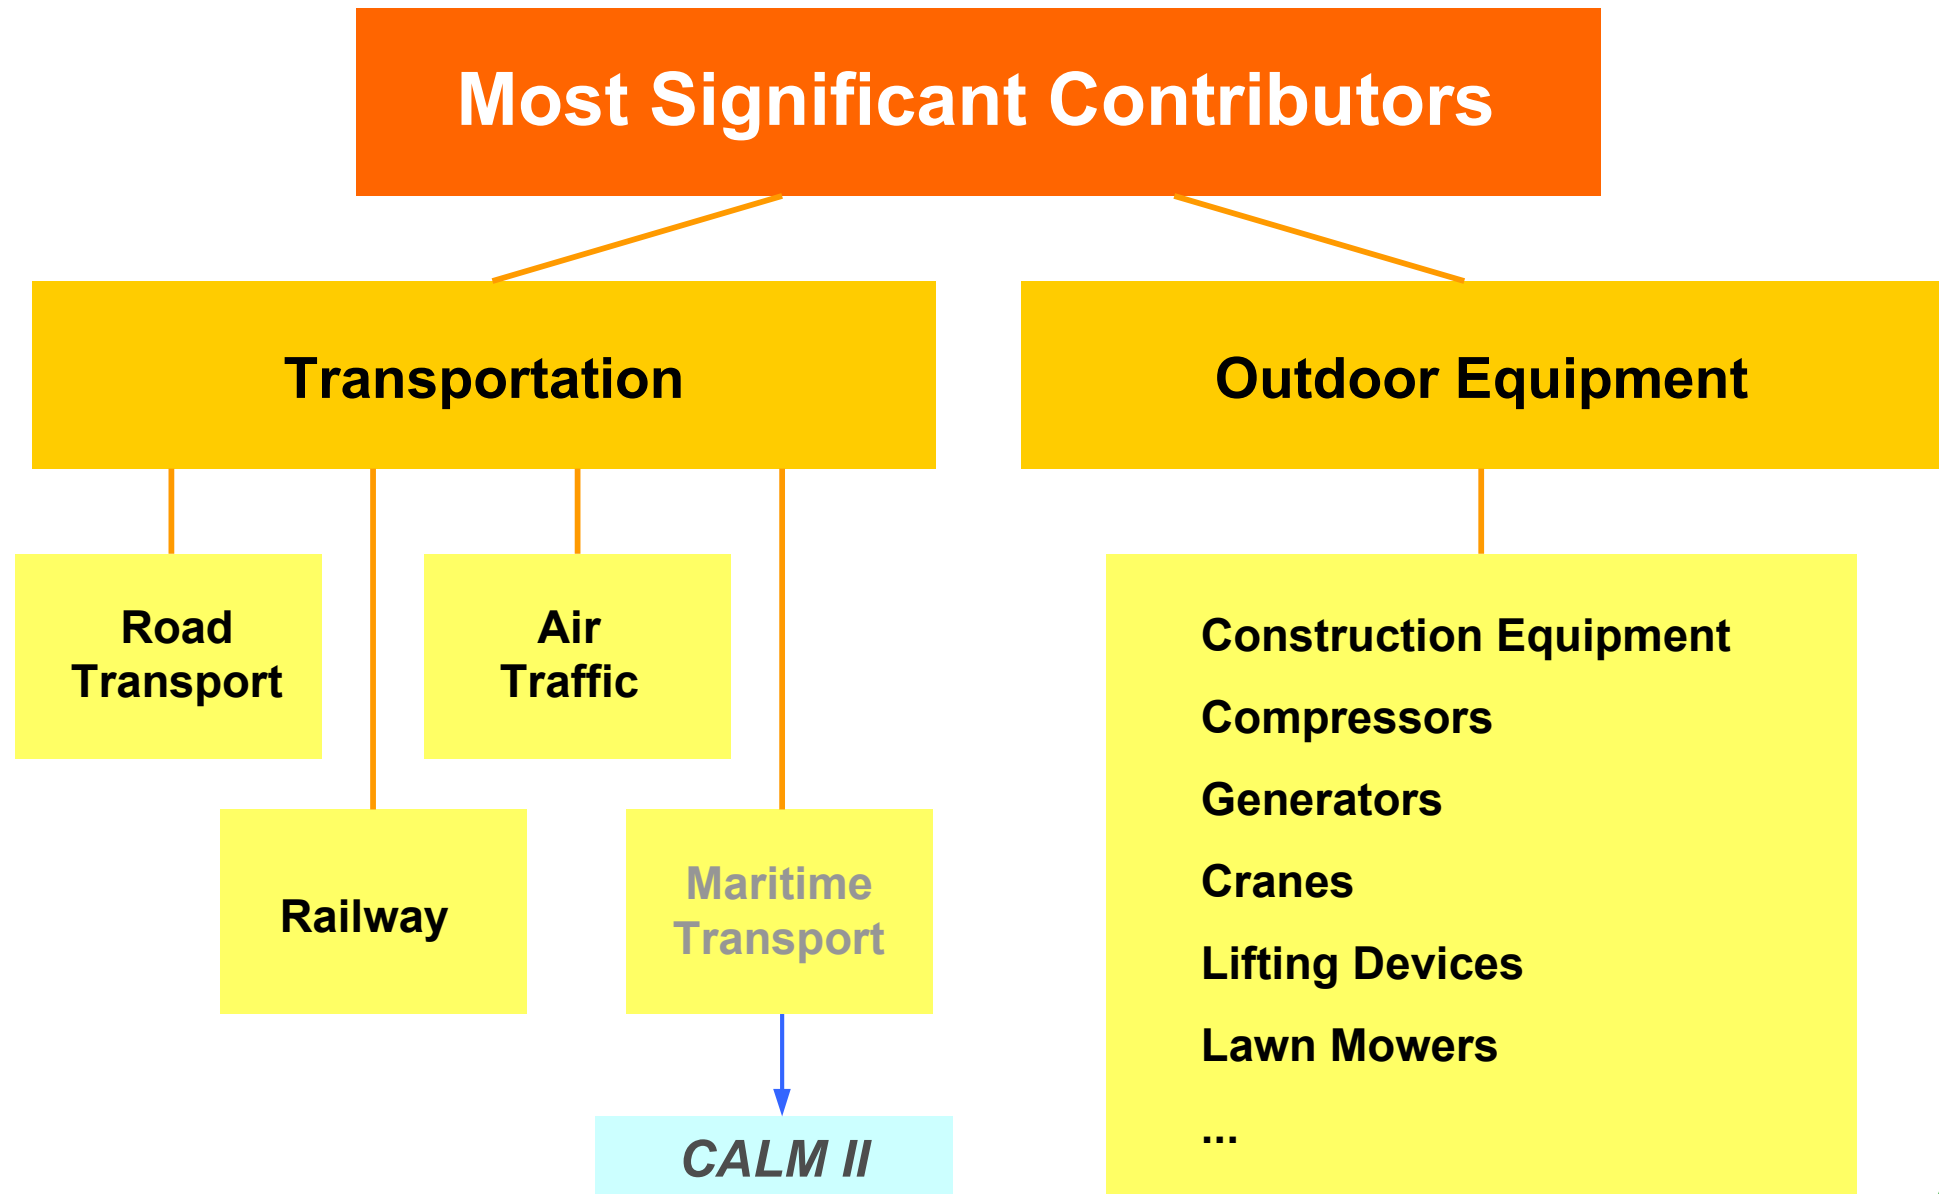 Most Significant Contributors
Transportation
Outdoor Equipment
Road
Transport
Air
Traffic
Railway
Maritime
Transport
CALM II
Construction Equipment
Compressors
Generators
Cranes
Lifting Devices
Lawn Mowers
...